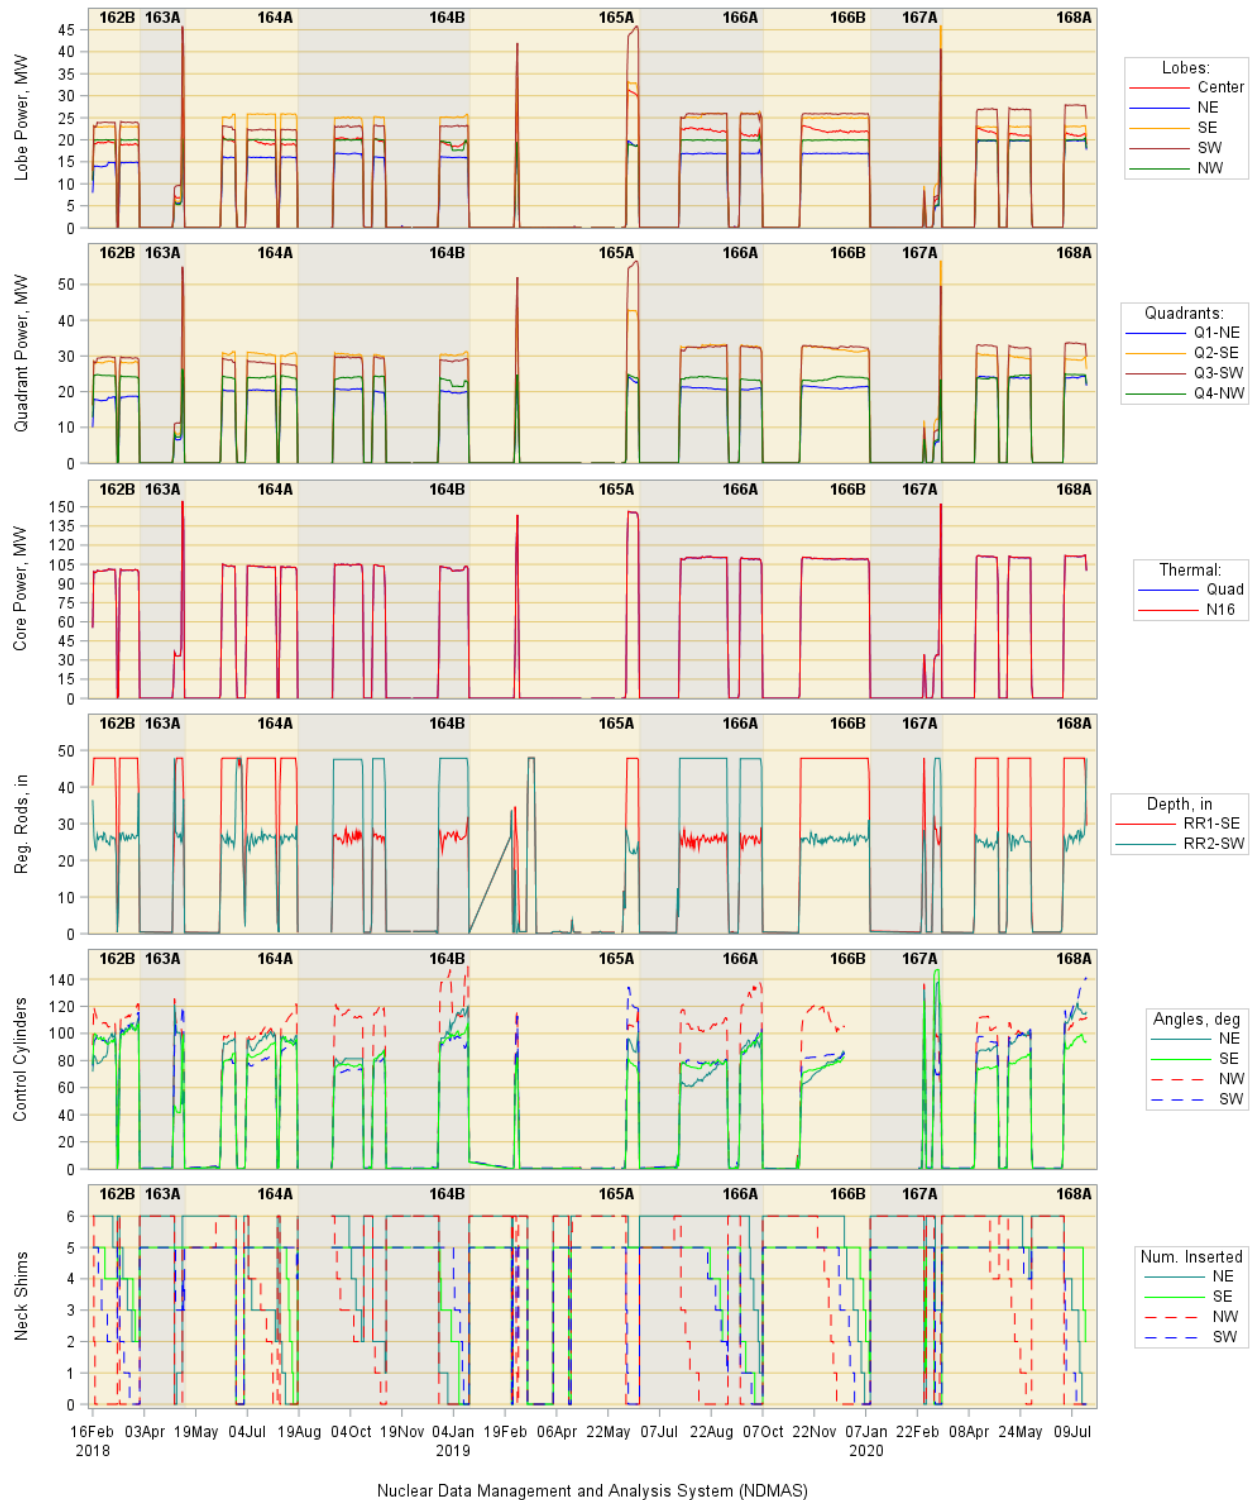 162B 163A 164A 164B 165A 166A 166B 167A 168A
Lobe Power, MW
45
40
35
30
25
20
15
10
5
0
Lobes:
Center
NE
SE
SW
NW
162B 163A 164A 164B 165A 166A 166B 167A 168A
Quadrant Power, MW
50
40
30
20
10
0
Quadrants:
Q1-NE
Q2-SE
Q3-SW
Q4-NW
162B 163A 164A 164B 165A 166A 166B 167A 168A
Core Power, MW
150
135
120
105
90
75
60
45
30
15
0
Thermal:
Quad
N16
162B 163A 164A 164B 165A 166A 166B 167A 168A
Reg. Rods, in
50
40
30
20
10
0
Depth, in
RR1-SE
RR2-SW
162B 163A 164A 164B 165A 166A 166B 167A 168A
Control Cylinders
140
120
100
80
60
40
20
0
Angles, deg
NE
SE
NW
SW
162B 163A 164A 164B 165A 166A 166B 167A 168A
Neck Shims
6
5
4
3
2
1
0
Num. Inserted
NE
SE
NW
SW
16Feb 03Apr 19May 04Jul 19Aug 04Oct 19Nov 04Jan 19Feb 06Apr 22May 07Jul 22Aug 07Oct 22Nov 07Jan 22Feb 08Apr 24May 09Jul
2018 2019 2020
Nuclear Data Management and Analysis System (NDMAS)